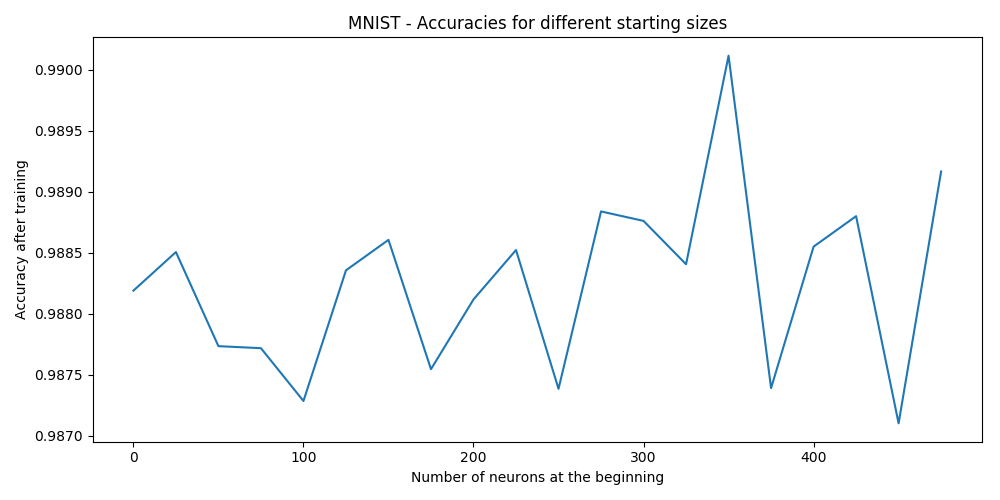 MNIST - Accuracies for different starting sizes
0.9900
0.9895
0.9890
0.9885
0.9880
0.9875
0.9870
Accuracy after training
0 100 200 300 400
Number of neurons at the beginning